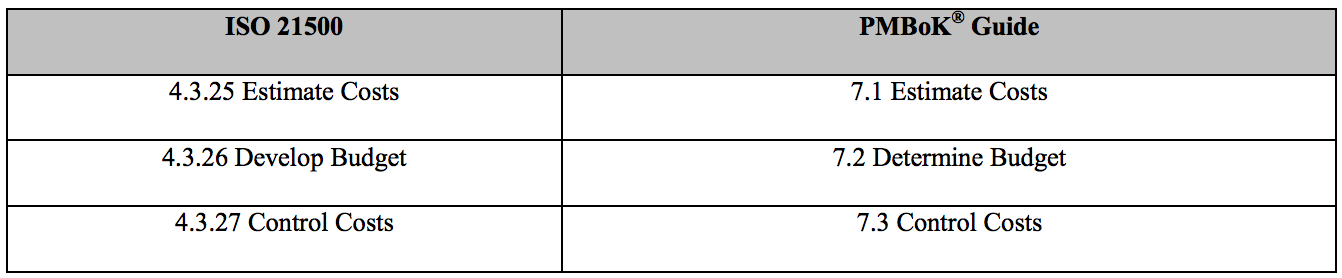 ISO 21500 PMBoK® Guide
4.3.25 Estimate Costs 7.1 Estimate Costs
4.3.26 Develop Budget 7.2 Determine Budget
4.3.27 Control Costs 7.3 Control Costs